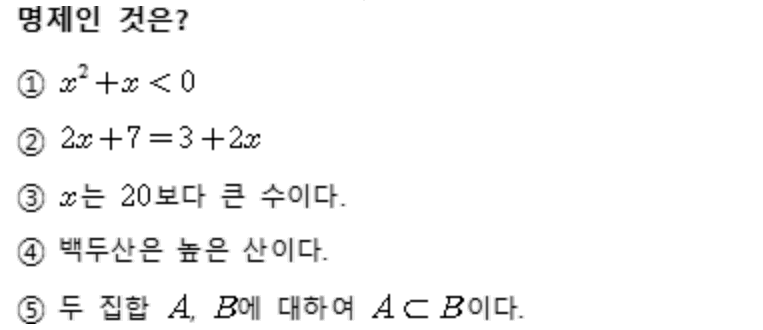 명제인 것은?
① x² + x < 0
② 2x + 7 = 3 + 2x
③ x는 20보다 큰 수이다.
④ 백두산은 높은 산이다.
⑤ 두 집합 A, B에 대하여 A ⊂ B이다.